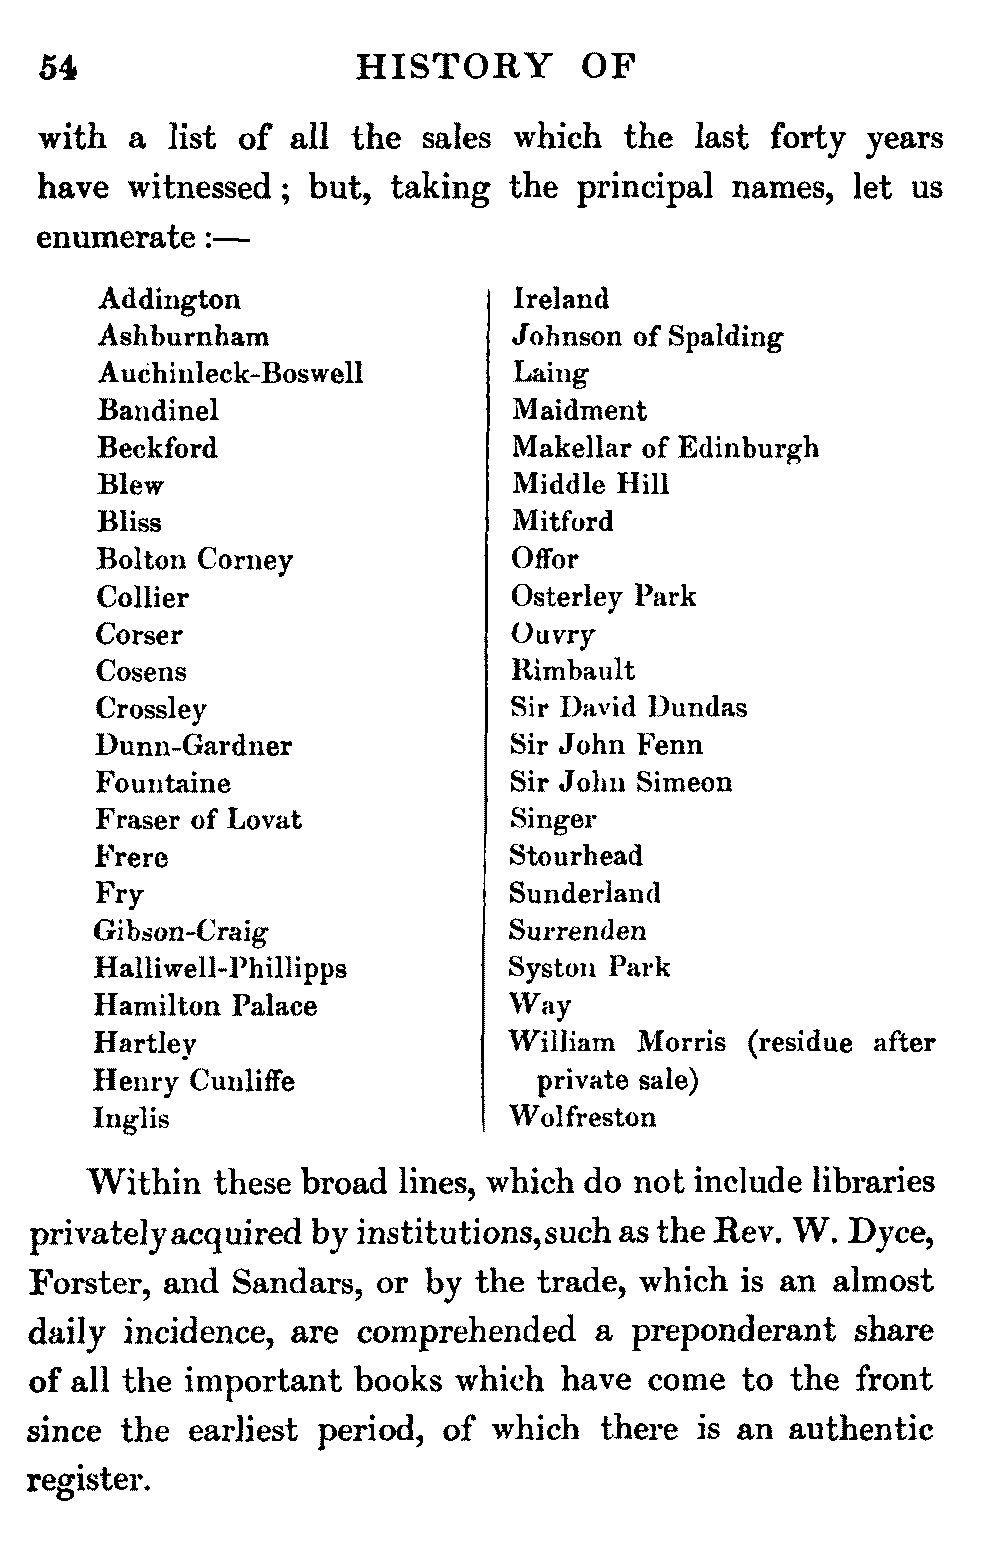 54 HISTORY OF
with a list of all the sales which the last forty years
have witnessed ; but, taking the principal names, let us
enumerate :—
Addington
Ashburnham
Auchinleck-Boswell
Bandinel
Beckford
Blew
Bliss
Bolton Corney
Collier
Corser
Cosens
Crossley
Dunn-Gardner
Fountaine
Fraser of Lovat
Frere
Fry
Gibson-Craig
Halliwell-Phillipps
Hamilton Palace
Hartley
Henry Cunliffe
Inglis
Ireland
Johnson of Spalding
Laing
Maidment
Makellar of Edinburgh
Middle Hill
Mitford
Offor
Osterley Park
Ouvry
Rimbault
Sir David Dundas
Sir John Fenn
Sir John Simeon
Singer
Stourhead
Sunderland
Surrenden
Syston Park
Way
William Morris (residue after
private sale)
Wolfreston
Within these broad lines, which do not include libraries
privately acquired by institutions, such as the Rev. W. Dyce,
Forster, and Sandars, or by the trade, which is an almost
daily incidence, are comprehended a preponderant share
of all the important books which have come to the front
since the earliest period, of which there is an authentic
register.